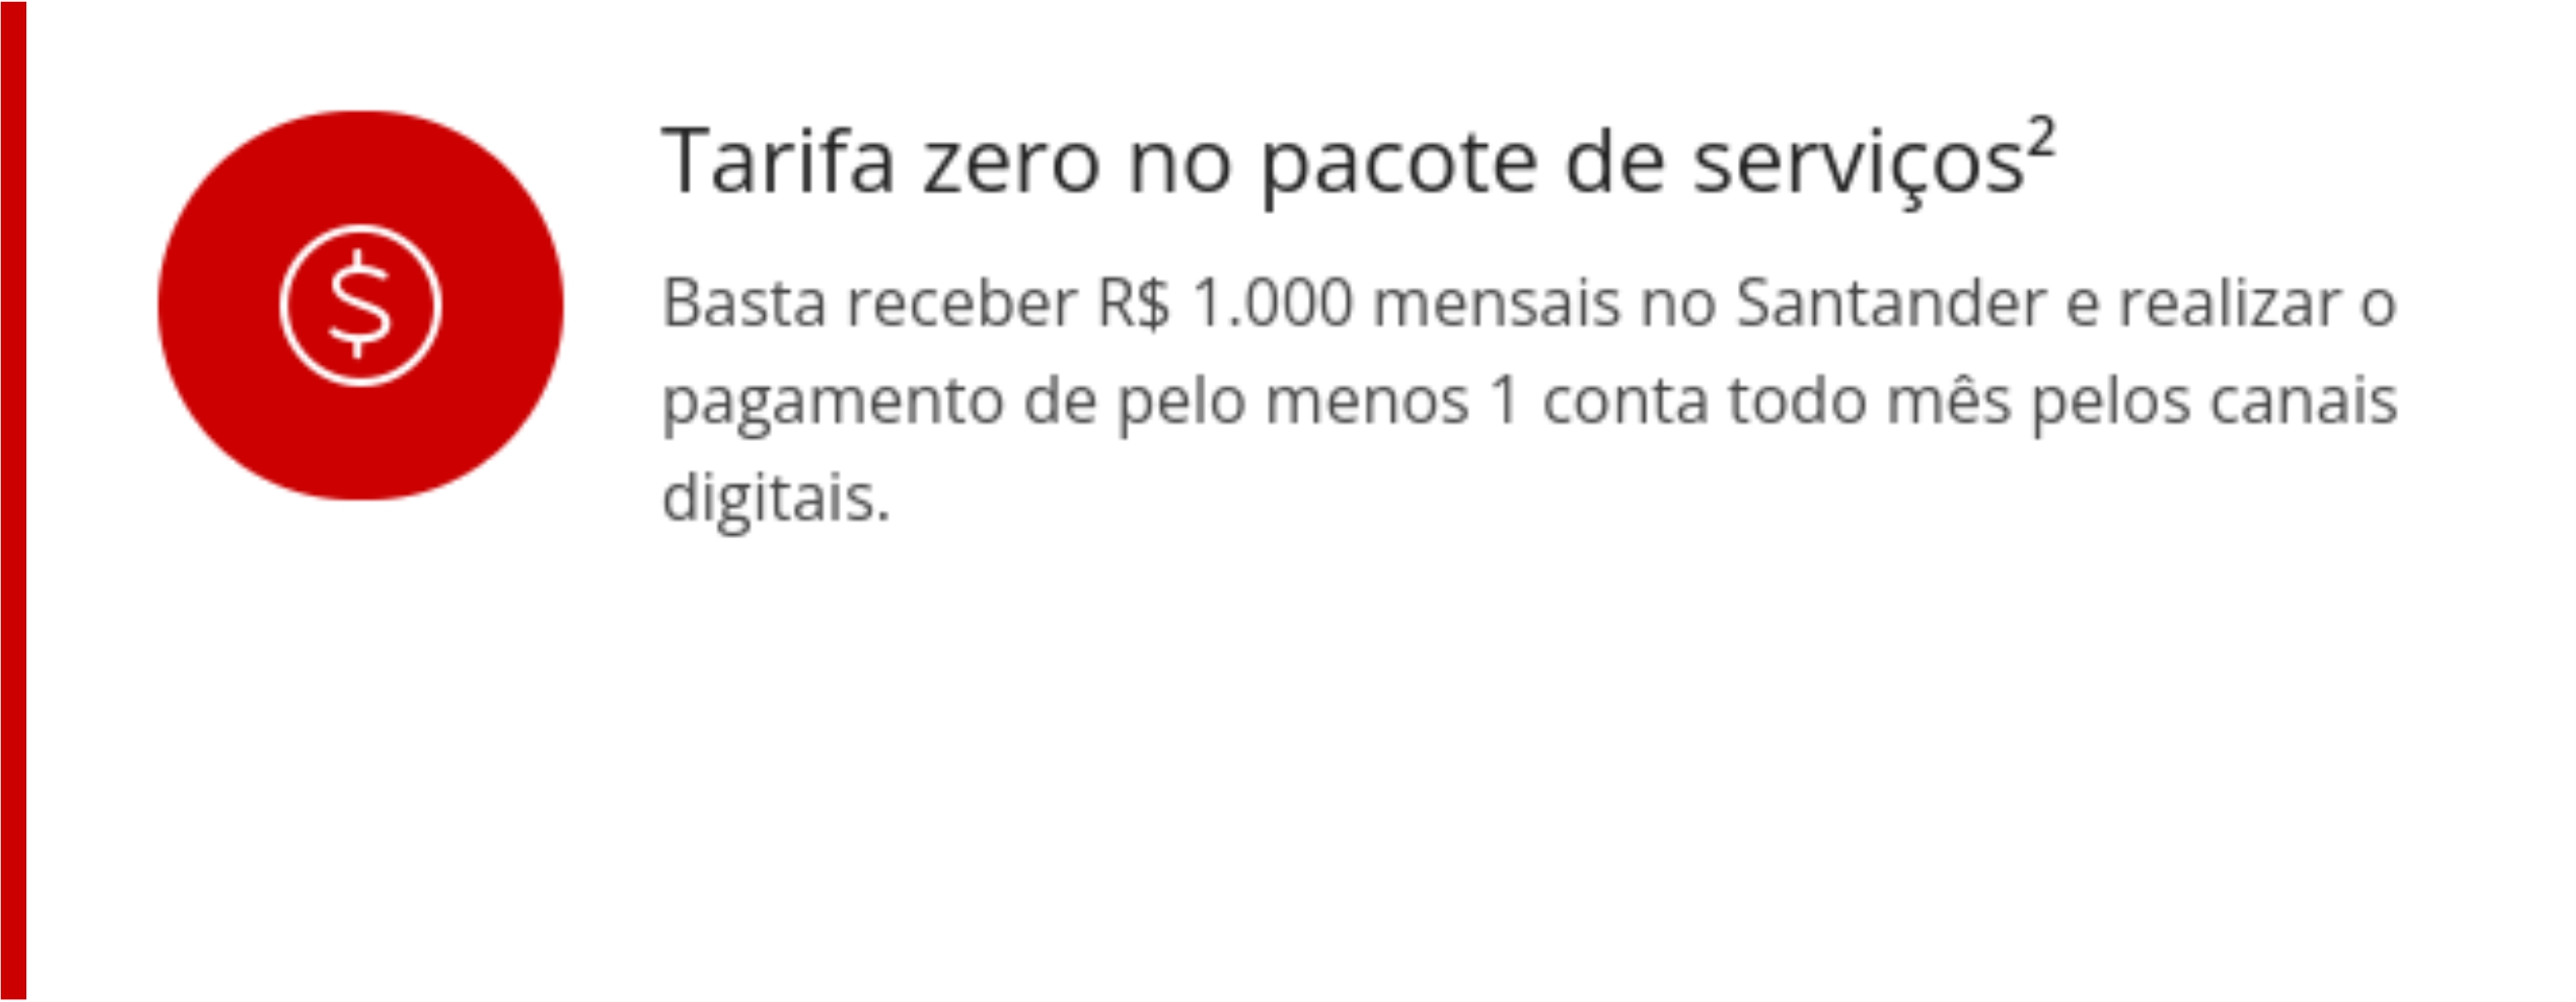 Tarifa zero no pacote de serviços²
Basta receber R$ 1.000 mensais no Santander e realizar o
pagamento de pelo menos 1 conta todo mês pelos canais
digitais.